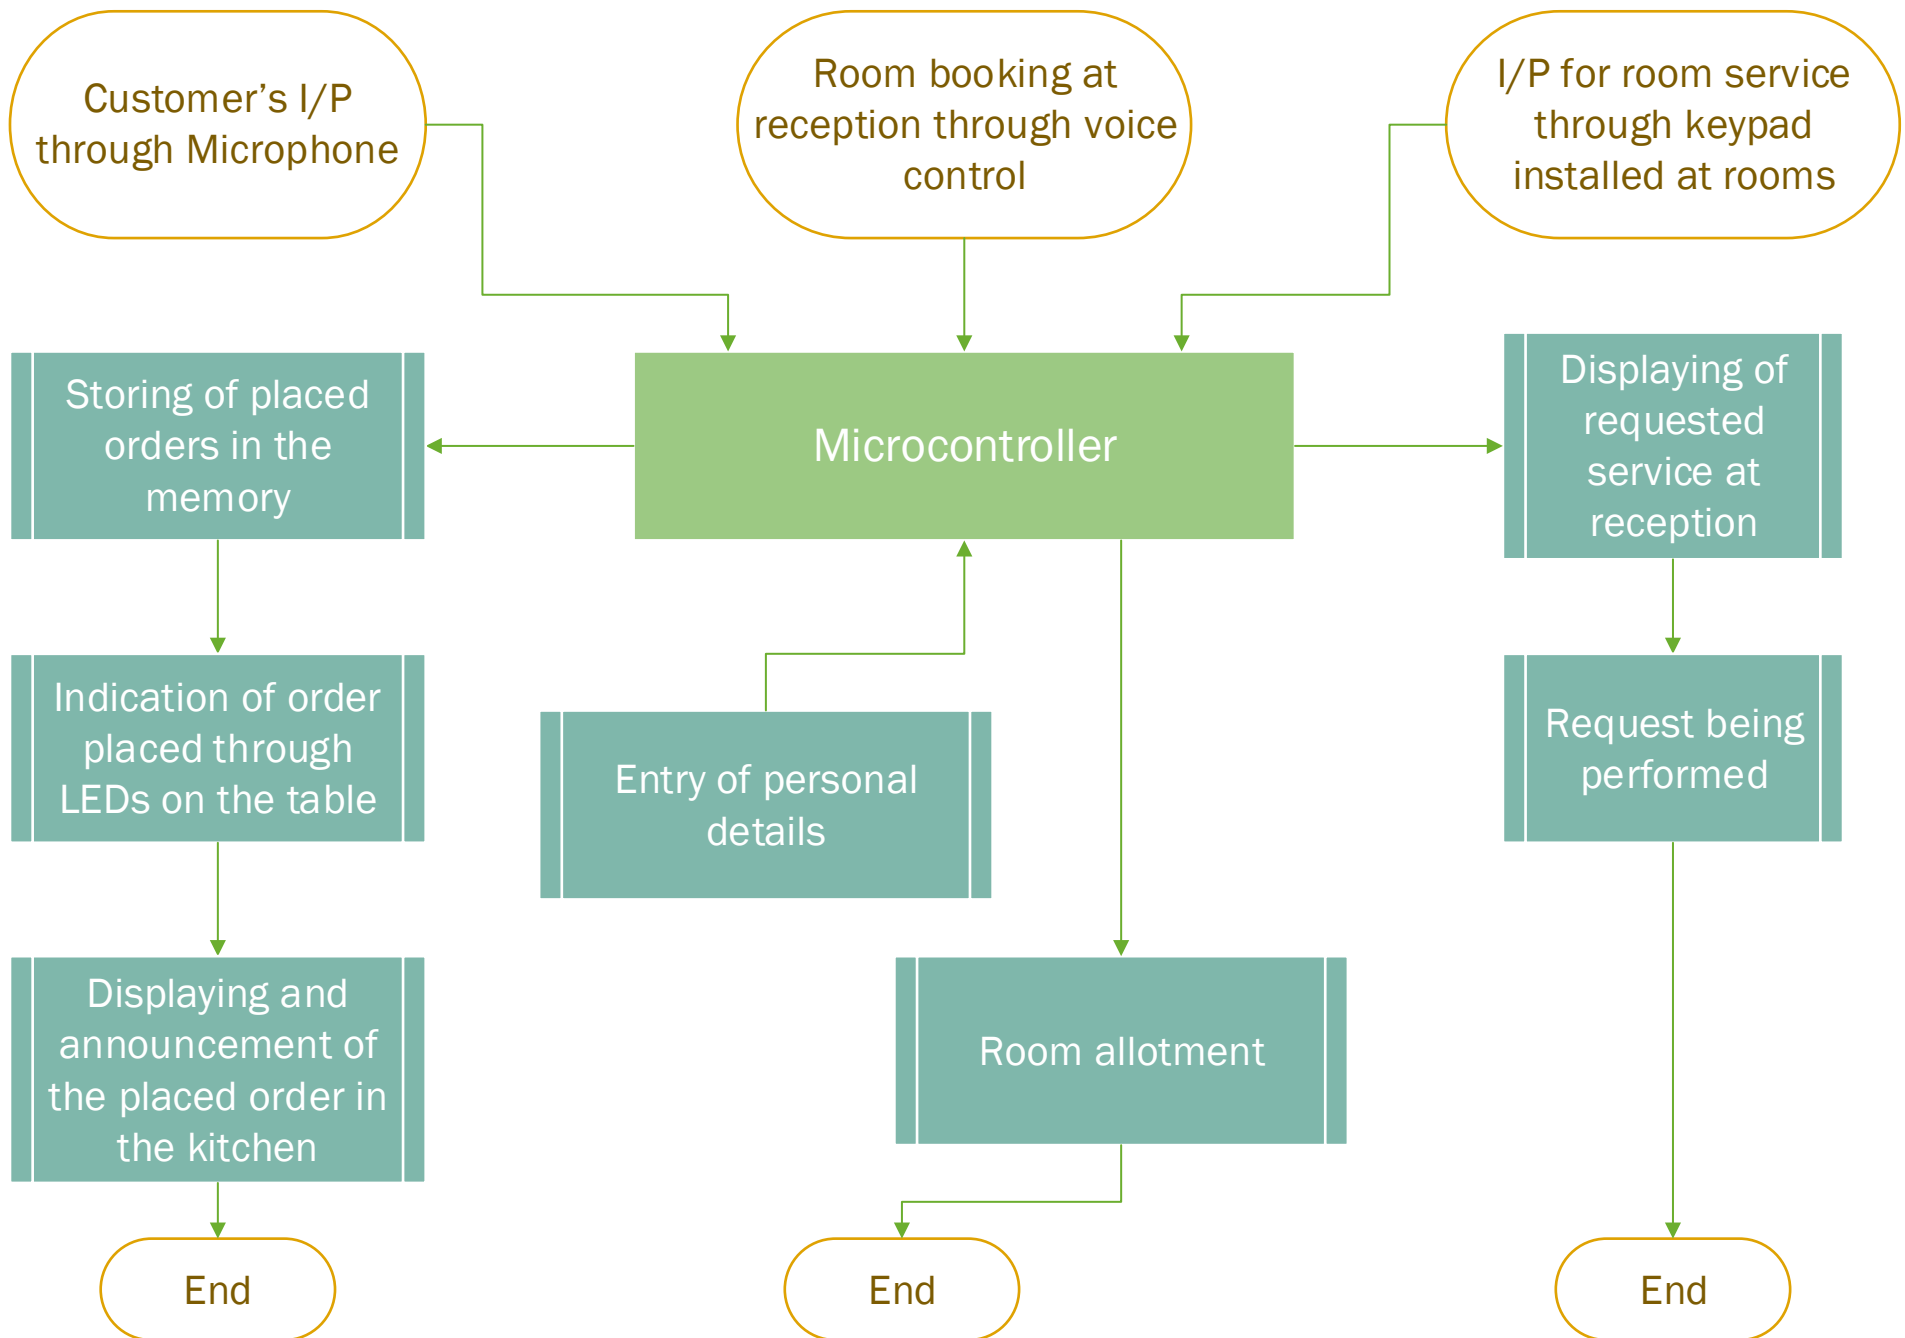 Customer’s I/P
through Microphone
Room booking at
reception through voice
control
I/P for room service
through keypad
installed at rooms
Storing of placed
orders in the
memory
Microcontroller
Displaying of
requested
service at
reception
Indication of order
placed through
LEDs on the table
Entry of personal
details
Request being
performed
Displaying and
announcement of
the placed order in
the kitchen
Room allotment
End
End
End